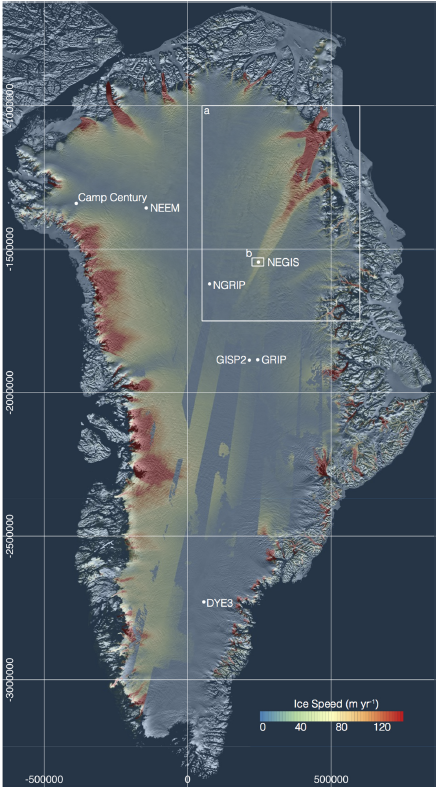 -1000000
a
Camp Century
NEEM
b
NEGIS
-1500000
NGRIP
GISP2
GRIP
-2000000
-2500000
DYE3
-3000000
Ice Speed (m yr⁻¹)
0 40 80 120
-500000 0 500000